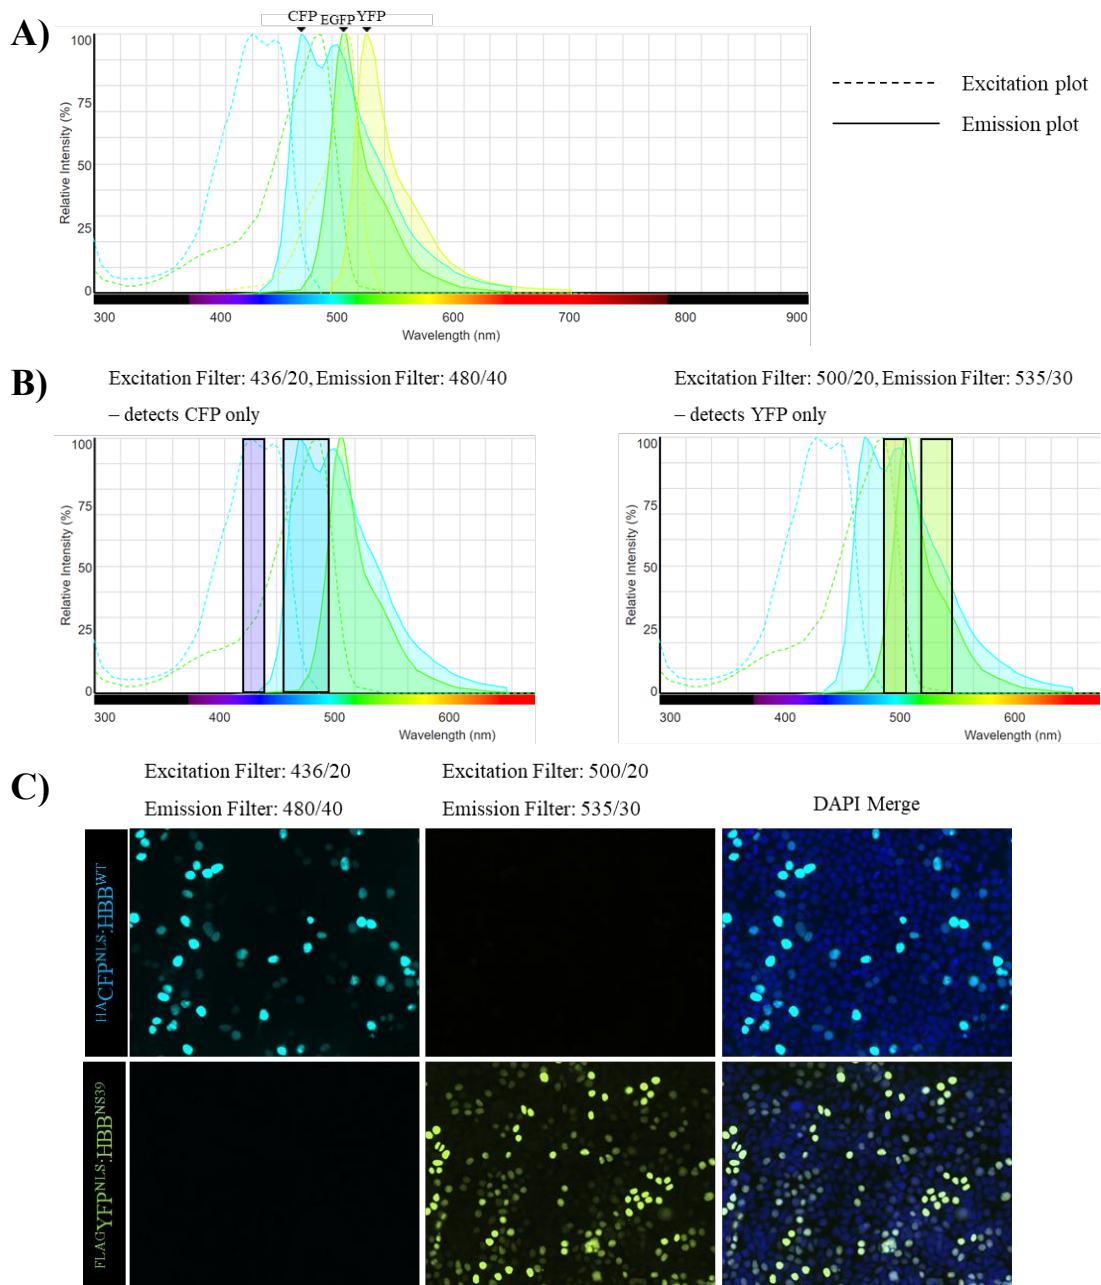 A)
CFP EGFP YFP
100
75
50
25
0
Relative Intensity (%)
300 400 500 600 700 800 900
Wavelength (nm)
Excitation plot
Emission plot
B)
Excitation Filter: 436/20, Emission Filter: 480/40
– detects CFP only
100
75
50
25
0
Relative Intensity (%)
300 400 500 600
Wavelength (nm)
Excitation Filter: 500/20, Emission Filter: 535/30
– detects YFP only
100
75
50
25
0
Relative Intensity (%)
300 400 500 600
Wavelength (nm)
C)
Excitation Filter: 436/20
Emission Filter: 480/40
Excitation Filter: 500/20
Emission Filter: 535/30
DAPI Merge
HACFPNLS:HBBWT
FLAGYFPNLS:HBBNS39